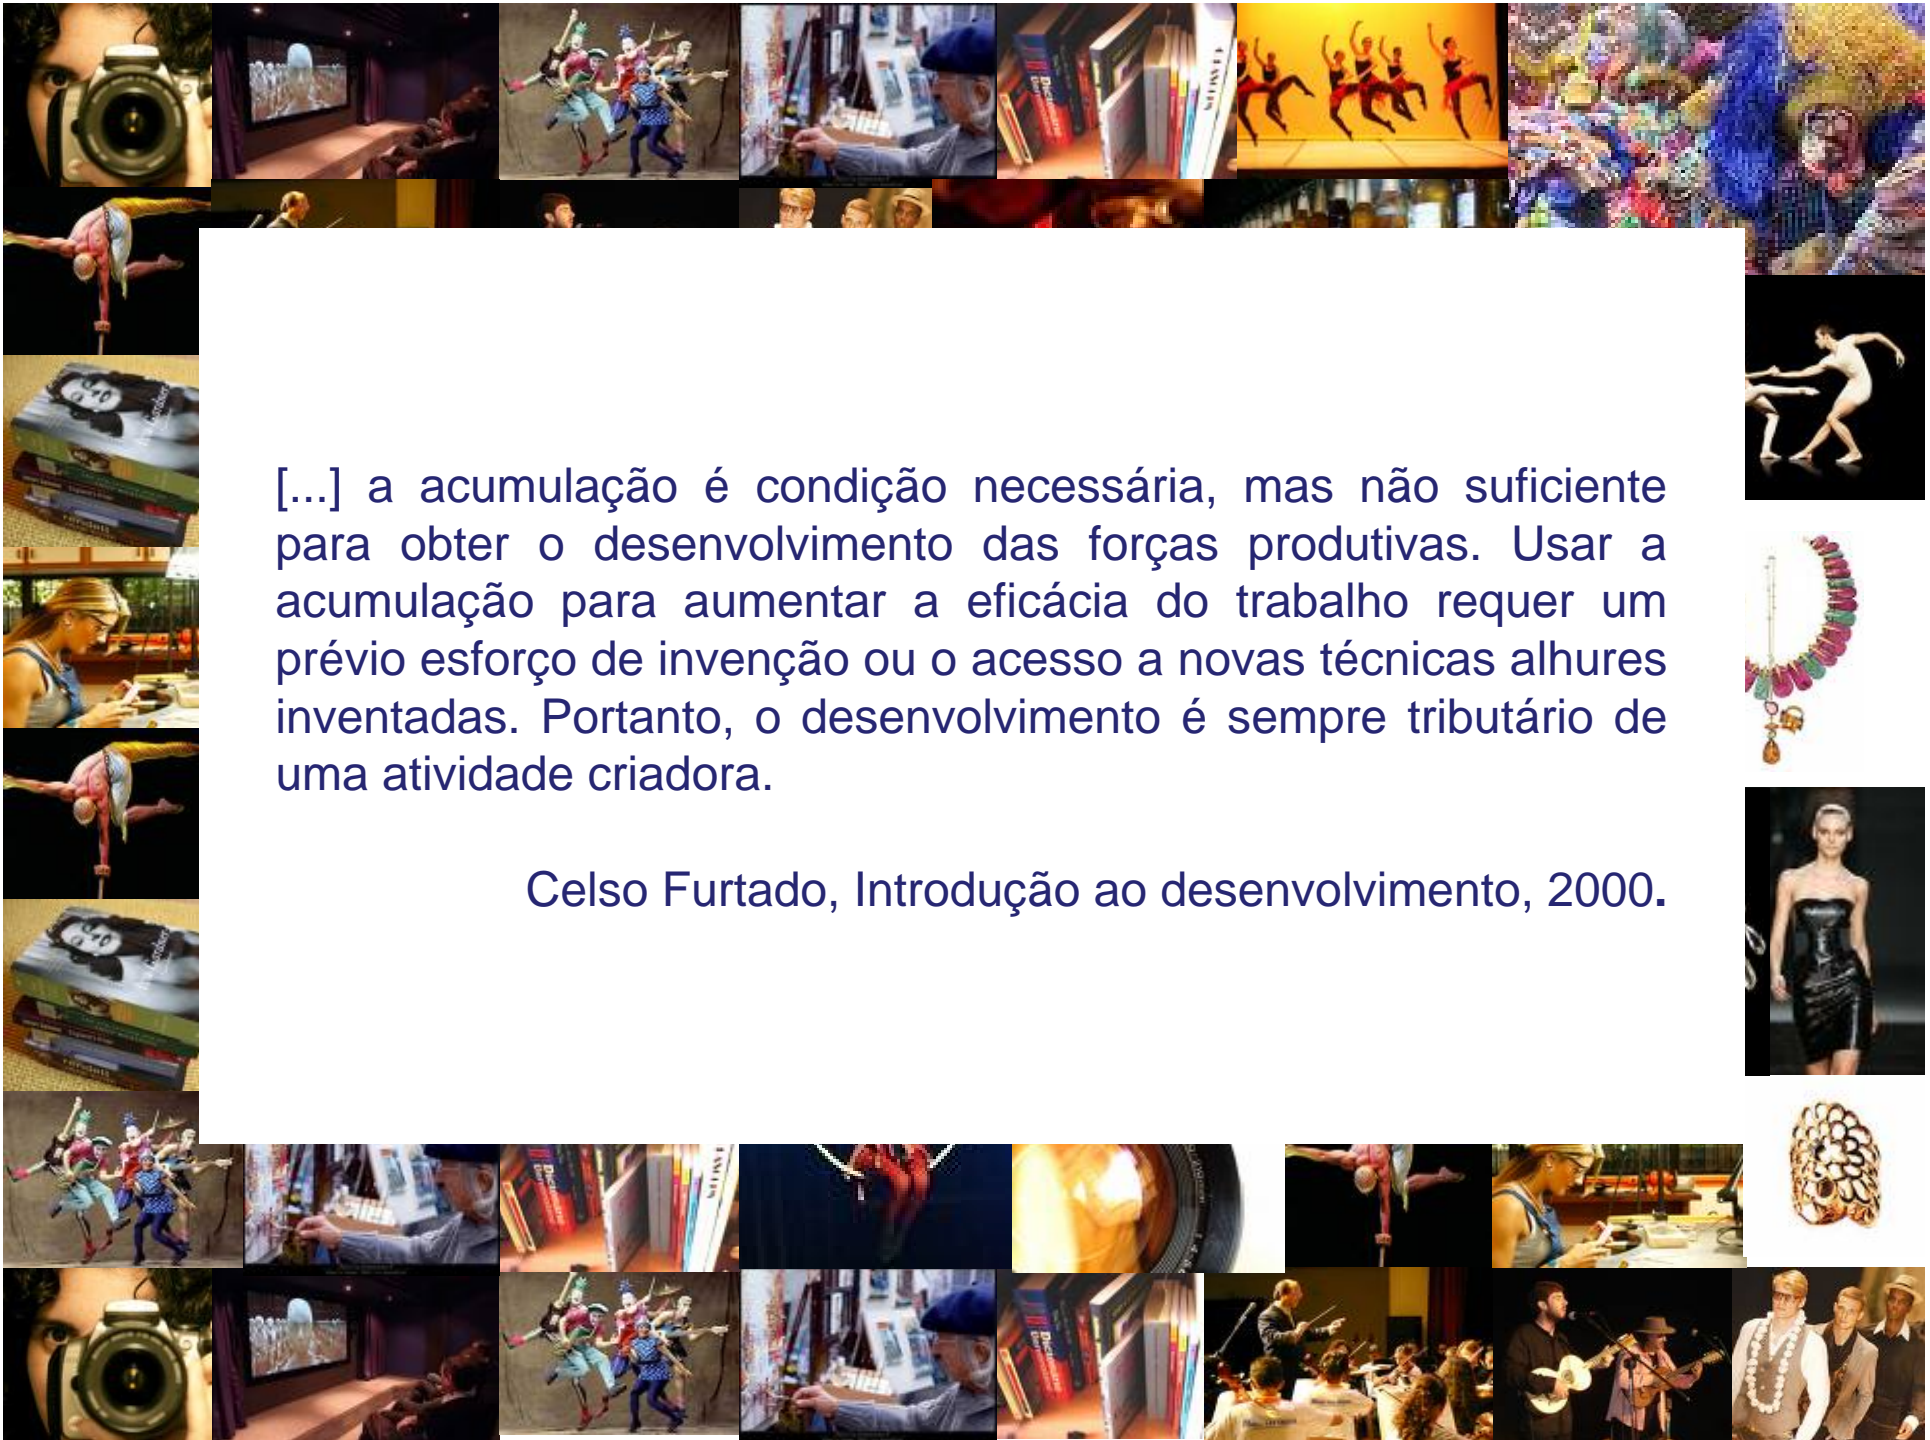 [...] a acumulação é condição necessária, mas não suficiente
para obter o desenvolvimento das forças produtivas. Usar a
acumulação para aumentar a eficácia do trabalho requer um
prévio esforço de invenção ou o acesso a novas técnicas alhures
inventadas. Portanto, o desenvolvimento é sempre tributário de
uma atividade criadora.
Celso Furtado, Introdução ao desenvolvimento, 2000.